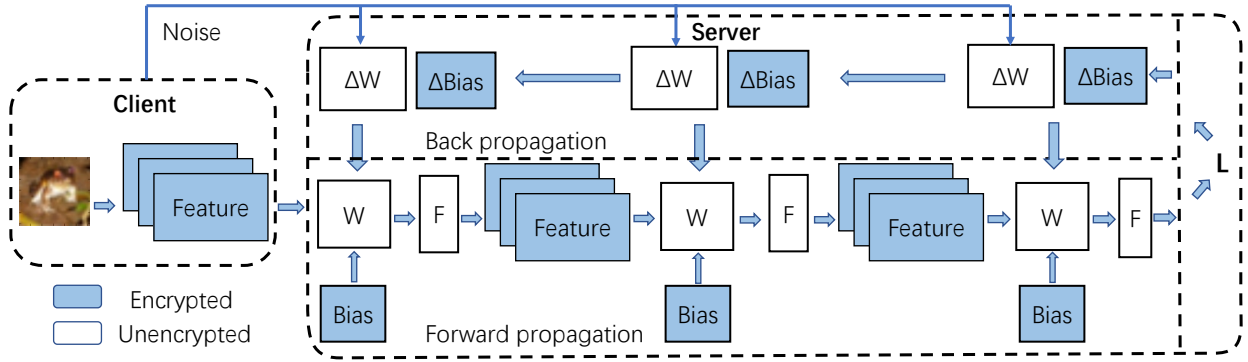 Noise
Server
Client
ΔW
ΔBias
ΔW
ΔBias
ΔW
ΔBias
Back propagation
L
Feature
W
F
Feature
W
F
Feature
W
F
Bias
Bias
Bias
Encrypted
Unencrypted
Forward propagation